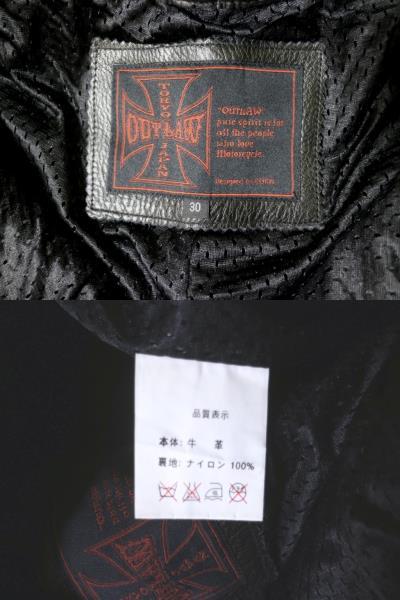 TOKYO
OUTLAW
JAPAN
"OUTLAW"
pure spirit is for
all the people
who love
Motorcycle.
30
品質表示
本体: 牛 革
裏地: ナイロン 100%